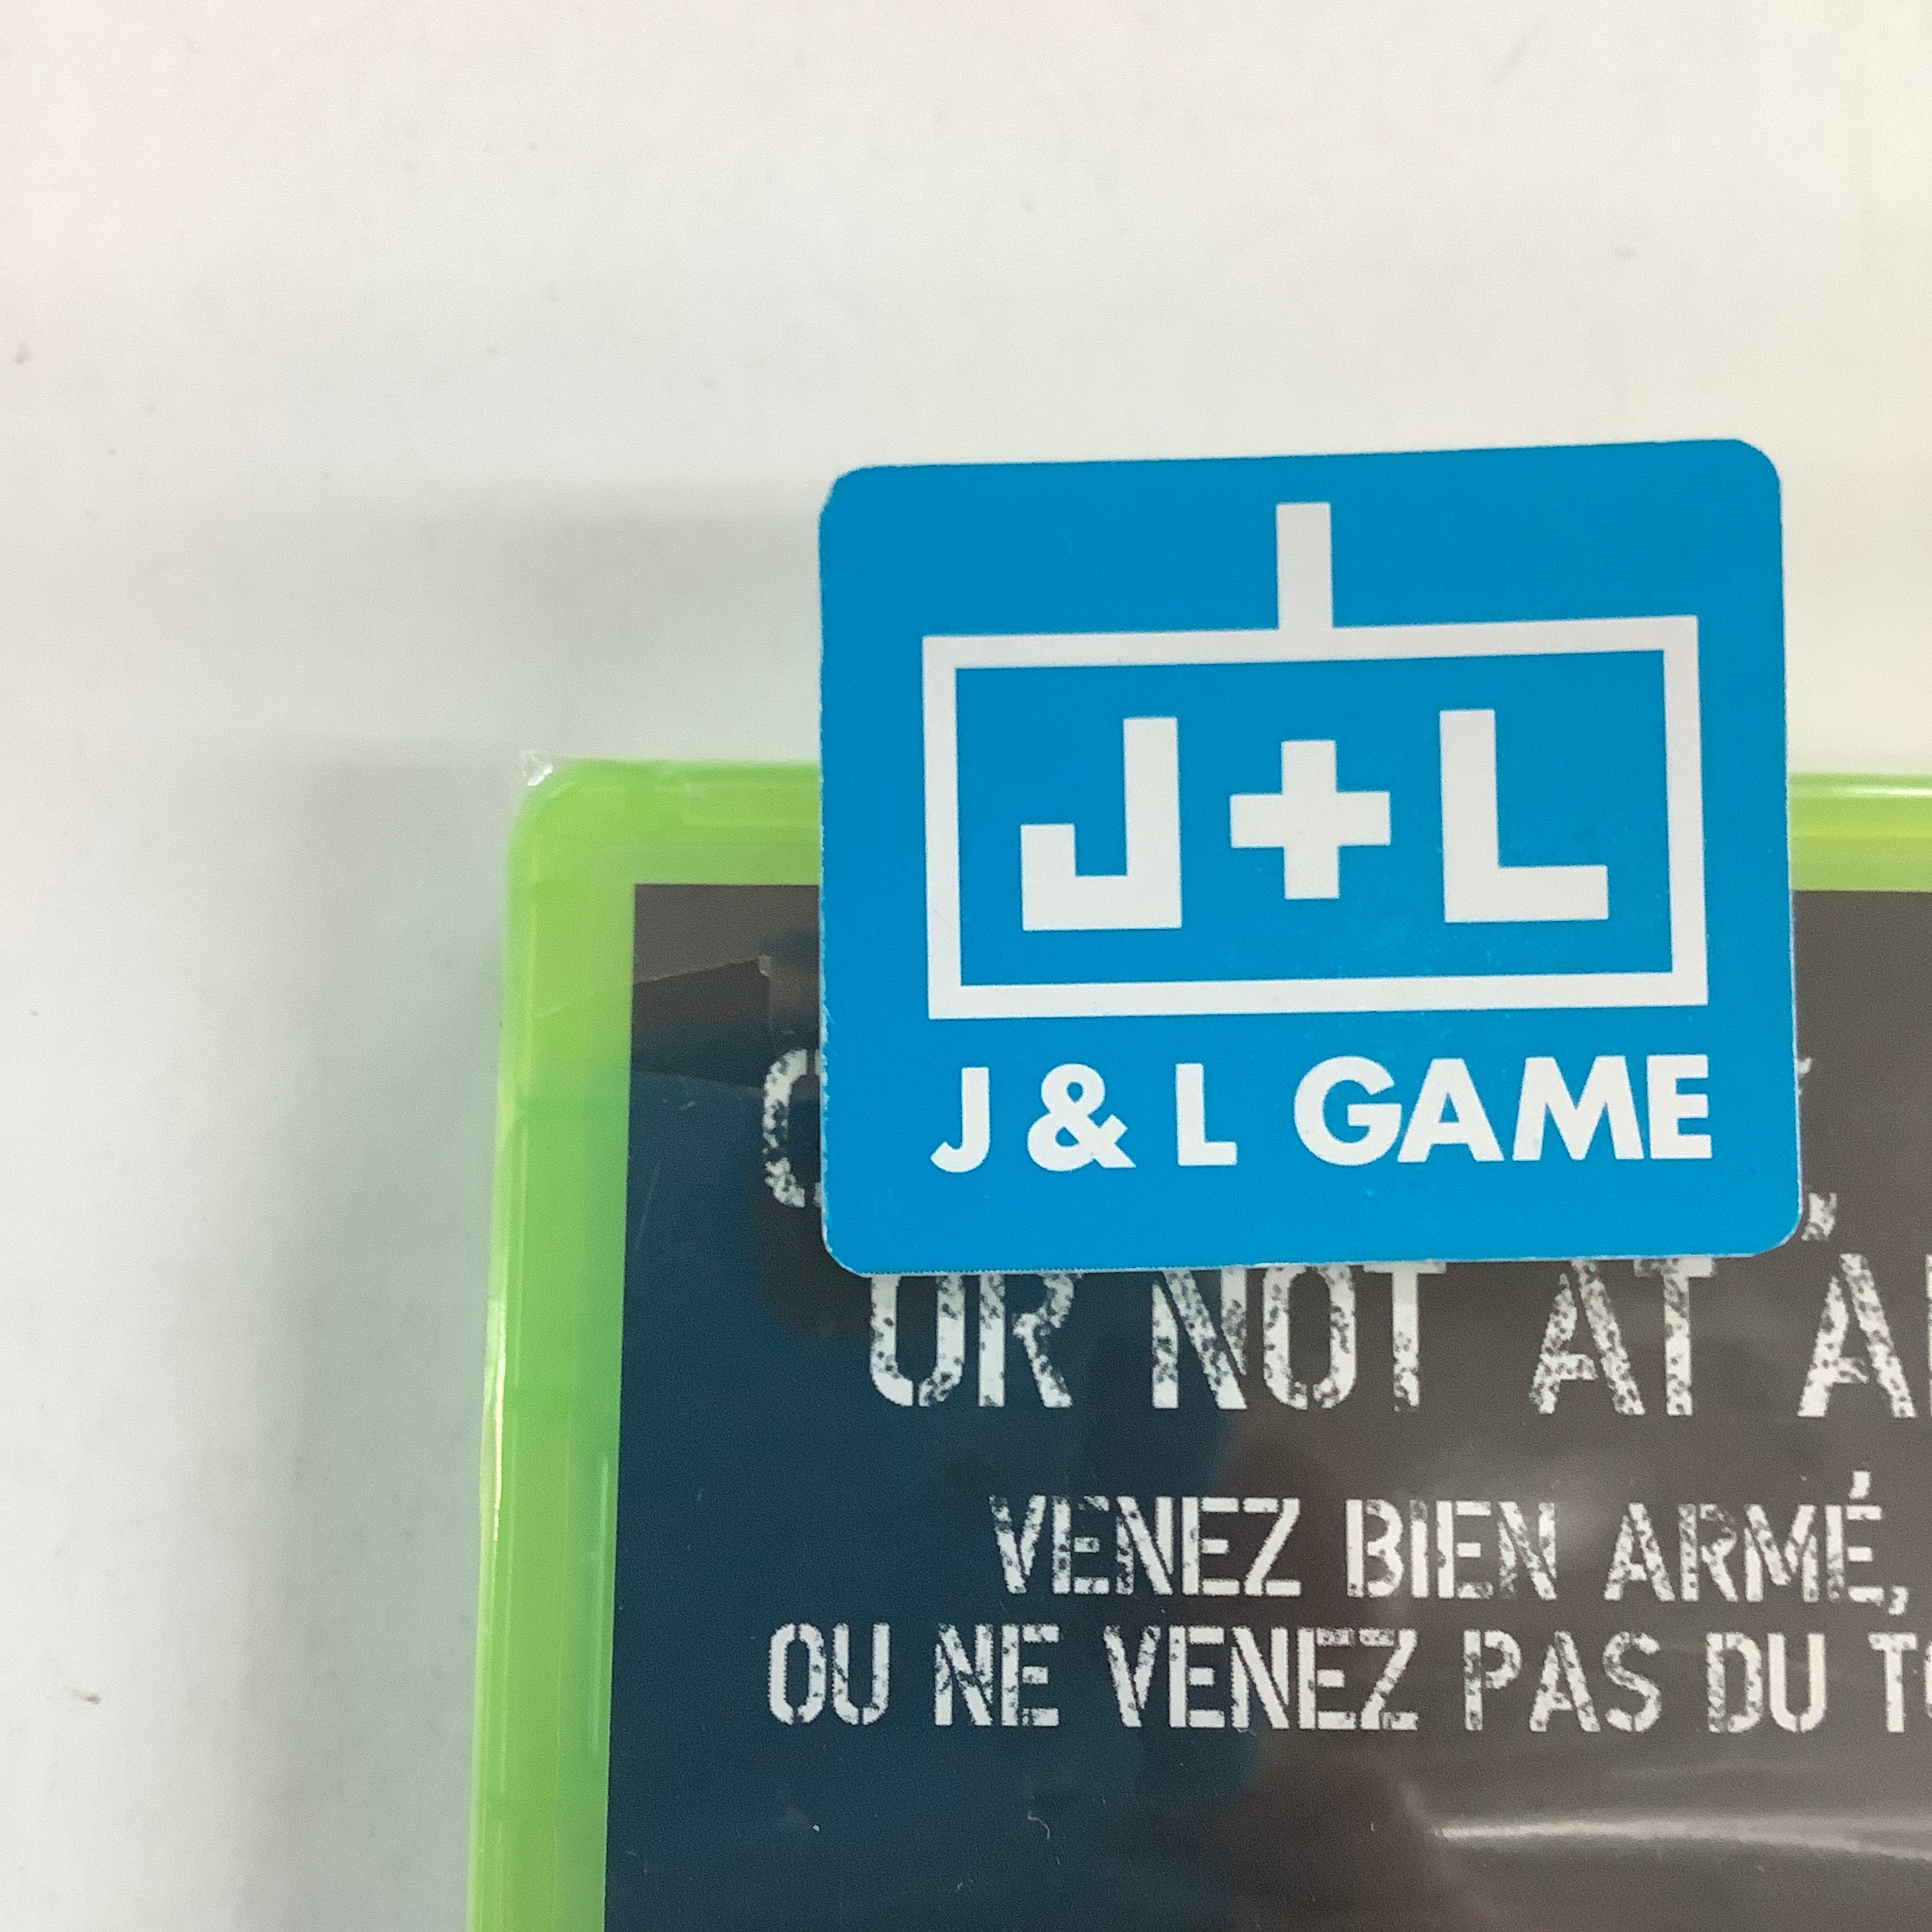 J+L
J & L GAME
OR NOT AT
VENEZ BIEN ARMÉ,
OU NE VENEZ PAS DU